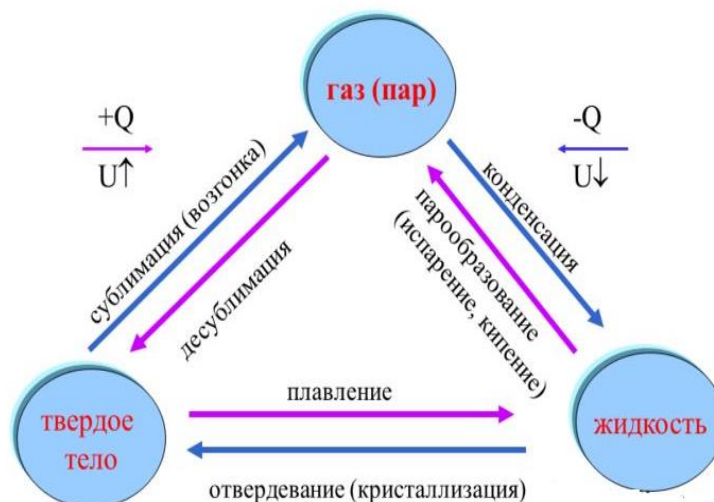 газ (пар)
+Q
U↑
-Q
U↓
сублимация (возгонка)
десублимация
конденсация
парообразование
(испарение, кипение)
твердое
тело
плавление
жидкость
отвердевание (кристаллизация)